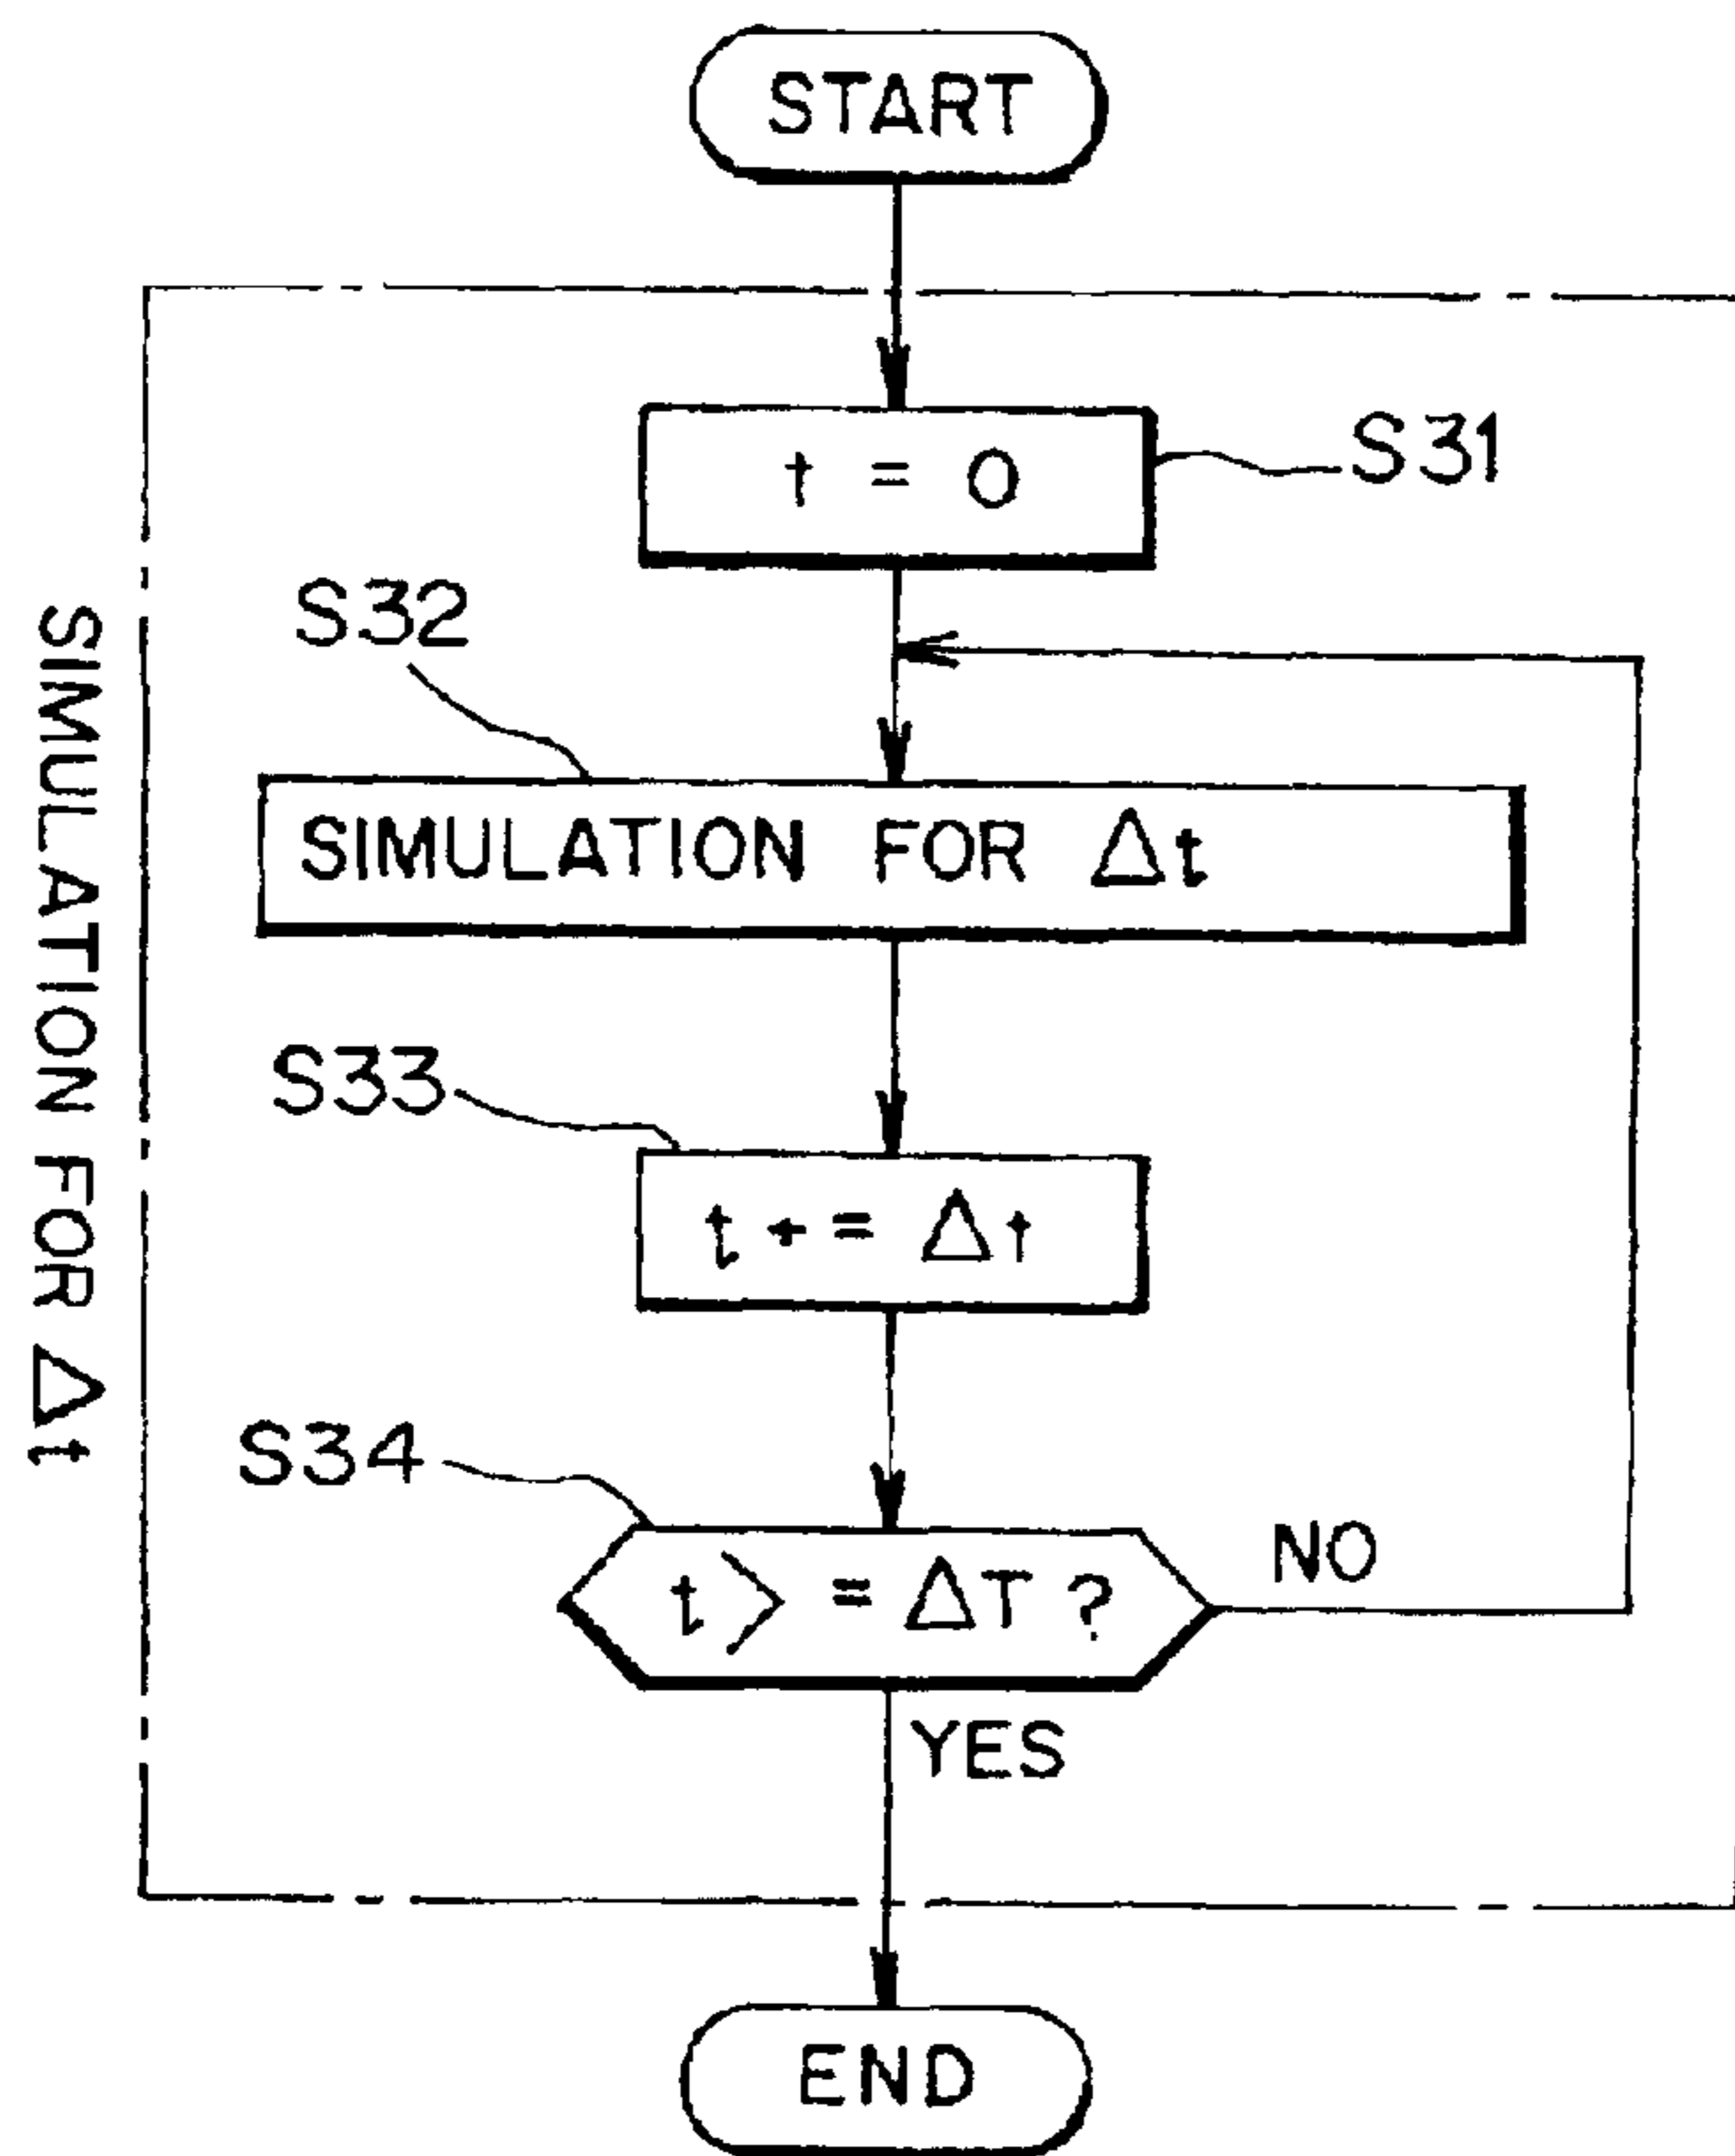 START
t = 0
S31
S32
SIMULATION FOR Δt
S33
t += Δt
S34
t>=ΔT?
NO
YES
END
SIMULATION FOR Δt